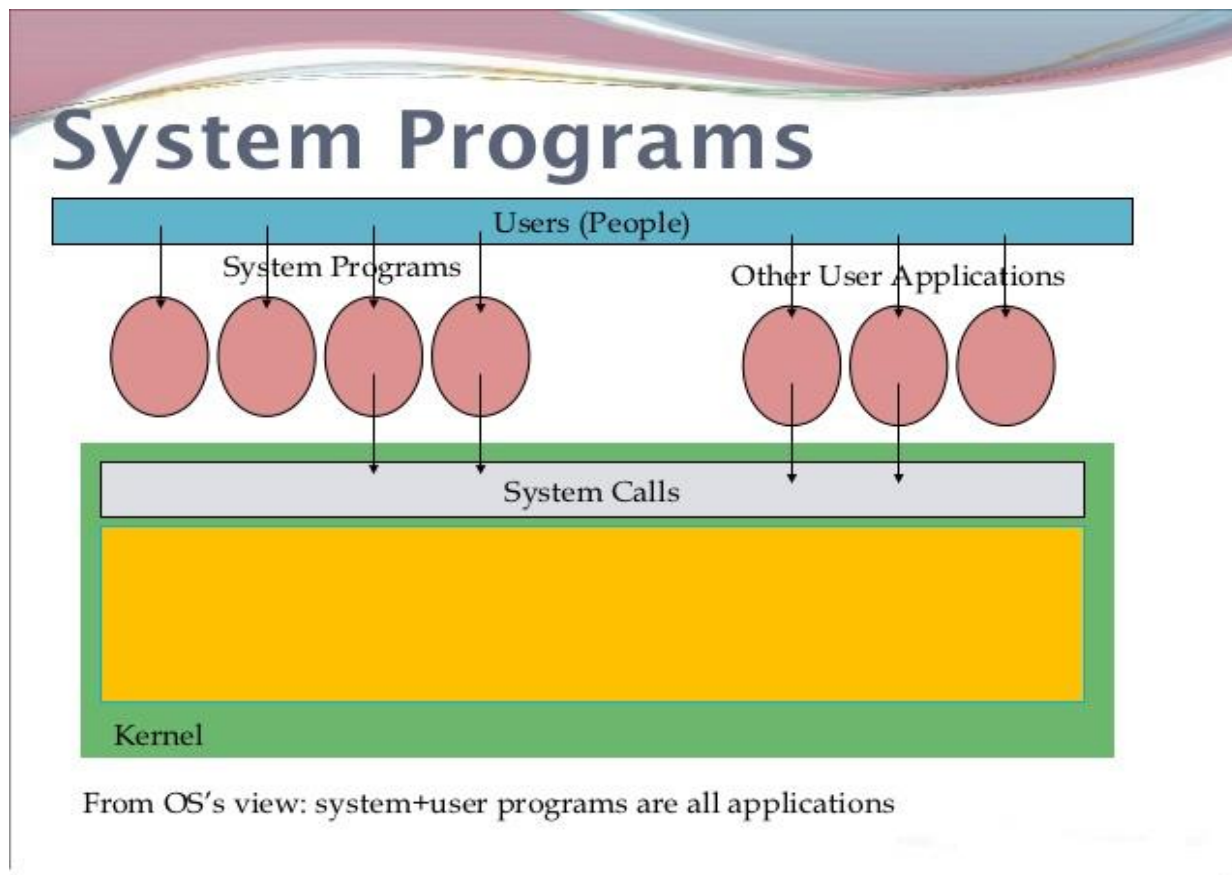 System Programs
Users (People)
System Programs
Other User Applications
System Calls
Kernel
From OS's view: system+user programs are all applications